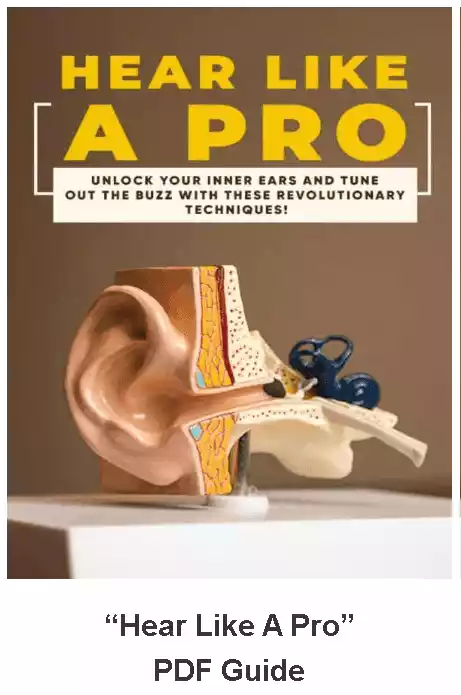 HEAR LIKE
A PRO
UNLOCK YOUR INNER EARS AND TUNE
OUT THE BUZZ WITH THESE REVOLUTIONARY
TECHNIQUES!
“Hear Like A Pro”
PDF Guide